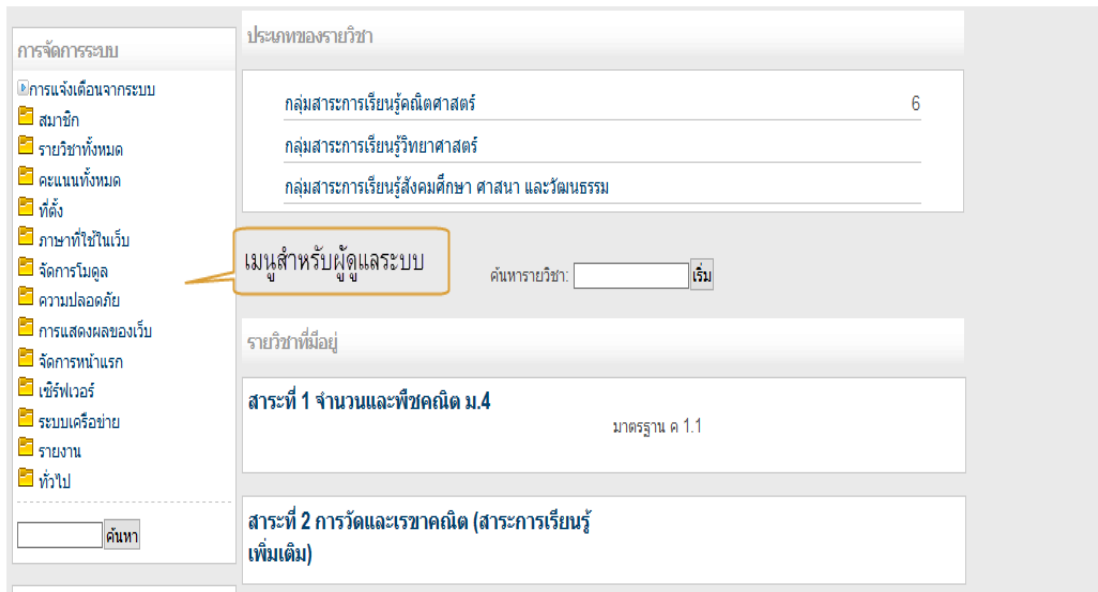 การจัดการระบบ
การแจ้งเตือนจากระบบ
สมาชิก
รายวิชาทั้งหมด
คะแนนทั้งหมด
ที่ตั้ง
ภาษาที่ใช้ในเว็บ
จัดการโมดูล
ความปลอดภัย
การแสดงผลของเว็บ
จัดการหน้าแรก
เซิร์ฟเวอร์
ระบบเครือข่าย
รายงาน
ทั่วไป
ค้นหา
ประเภทของรายวิชา
กลุ่มสาระการเรียนรู้คณิตศาสตร์ 6
กลุ่มสาระการเรียนรู้วิทยาศาสตร์
กลุ่มสาระการเรียนรู้สังคมศึกษา ศาสนา และวัฒนธรรม
เมนูสำหรับผู้ดูแลระบบ
ค้นหารายวิชา: เริ่ม
รายวิชาที่มีอยู่
สาระที่ 1 จำนวนและพีชคณิต ม.4
มาตรฐาน ค 1.1
สาระที่ 2 การวัดและเรขาคณิต (สาระการเรียนรู้
เพิ่มเติม)